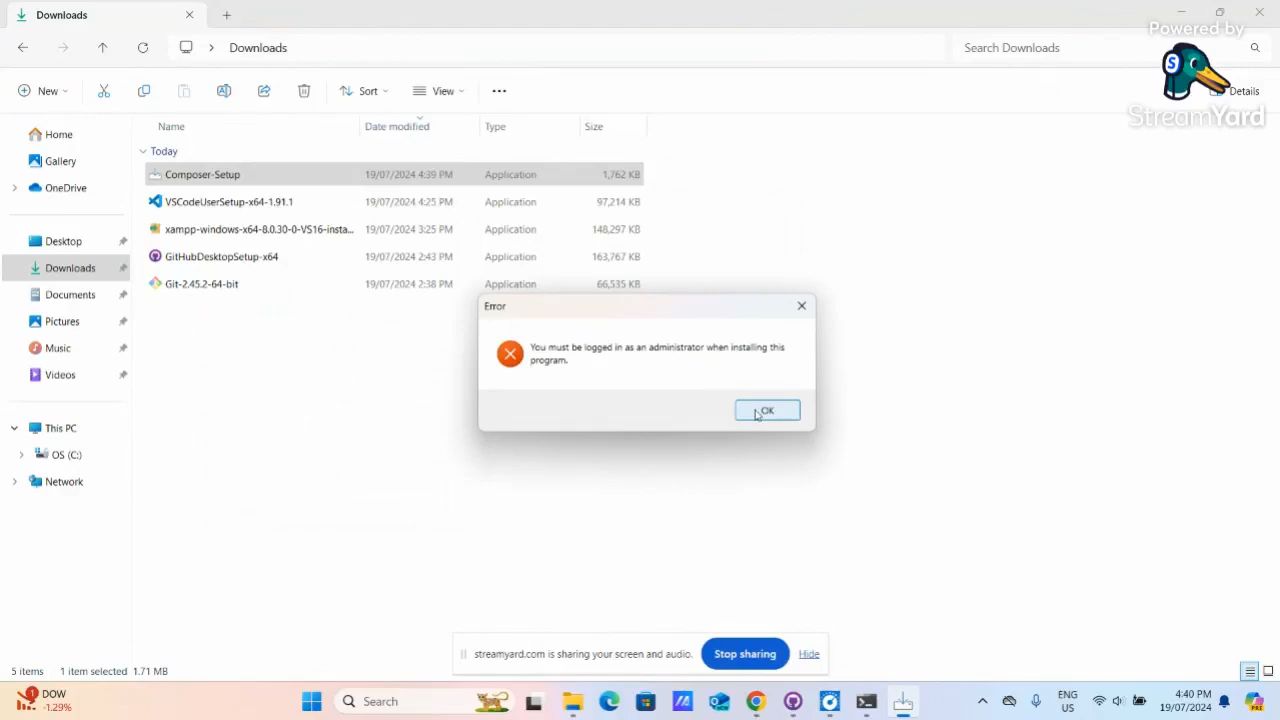 Downloads
Powered by
Downloads
Search Downloads
StreamYard
New
Sort
View
Details
Name
Date modified
Type
Size
Today
Composer-Setup 19/07/2024 4:39 PM Application 1,762 KB
VSCodeUserSetup-x64-1.91.1 19/07/2024 4:25 PM Application 97,214 KB
xampp-windows-x64-8.0.30-0-VS16-insta... 19/07/2024 3:25 PM Application 148,297 KB
GitHubDesktopSetup-x64 19/07/2024 2:43 PM Application 163,767 KB
Git-2.45.2-64-bit 19/07/2024 2:38 PM Application 66,535 KB
Home
Gallery
OneDrive
Desktop
Downloads
Documents
Pictures
Music
Videos
This PC
OS (C:)
Network
Error
You must be logged in as an administrator when installing this
program.
OK
streamyard.com is sharing your screen and audio.
Stop sharing
Hide
5 items 1 item selected 1.71 MB
1
DOW
-1.29%
Search
ENG
US
4:40 PM
19/07/2024